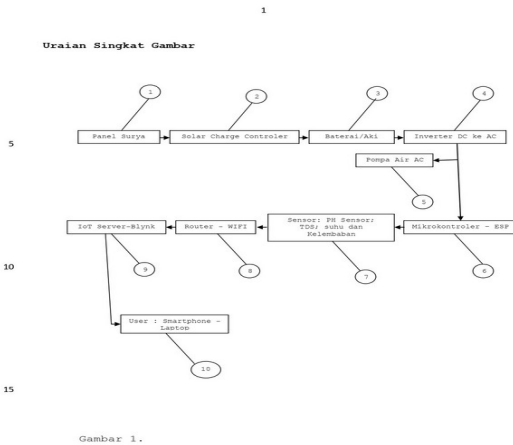 1
Uraian Singkat Gambar
1
2
3
4
Panel Surya
Solar Charge Controler
Baterai/Aki
Inverter DC ke AC
5
Pompa Air AC
5
Sensor: PH Sensor;
TDS; suhu dan
Kelembaban
IoT Server-Blynk
Router - WIFI
Mikrokontroler - ESP
10
9
8
7
6
User : Smartphone -
Laptop
10
15
Gambar 1.